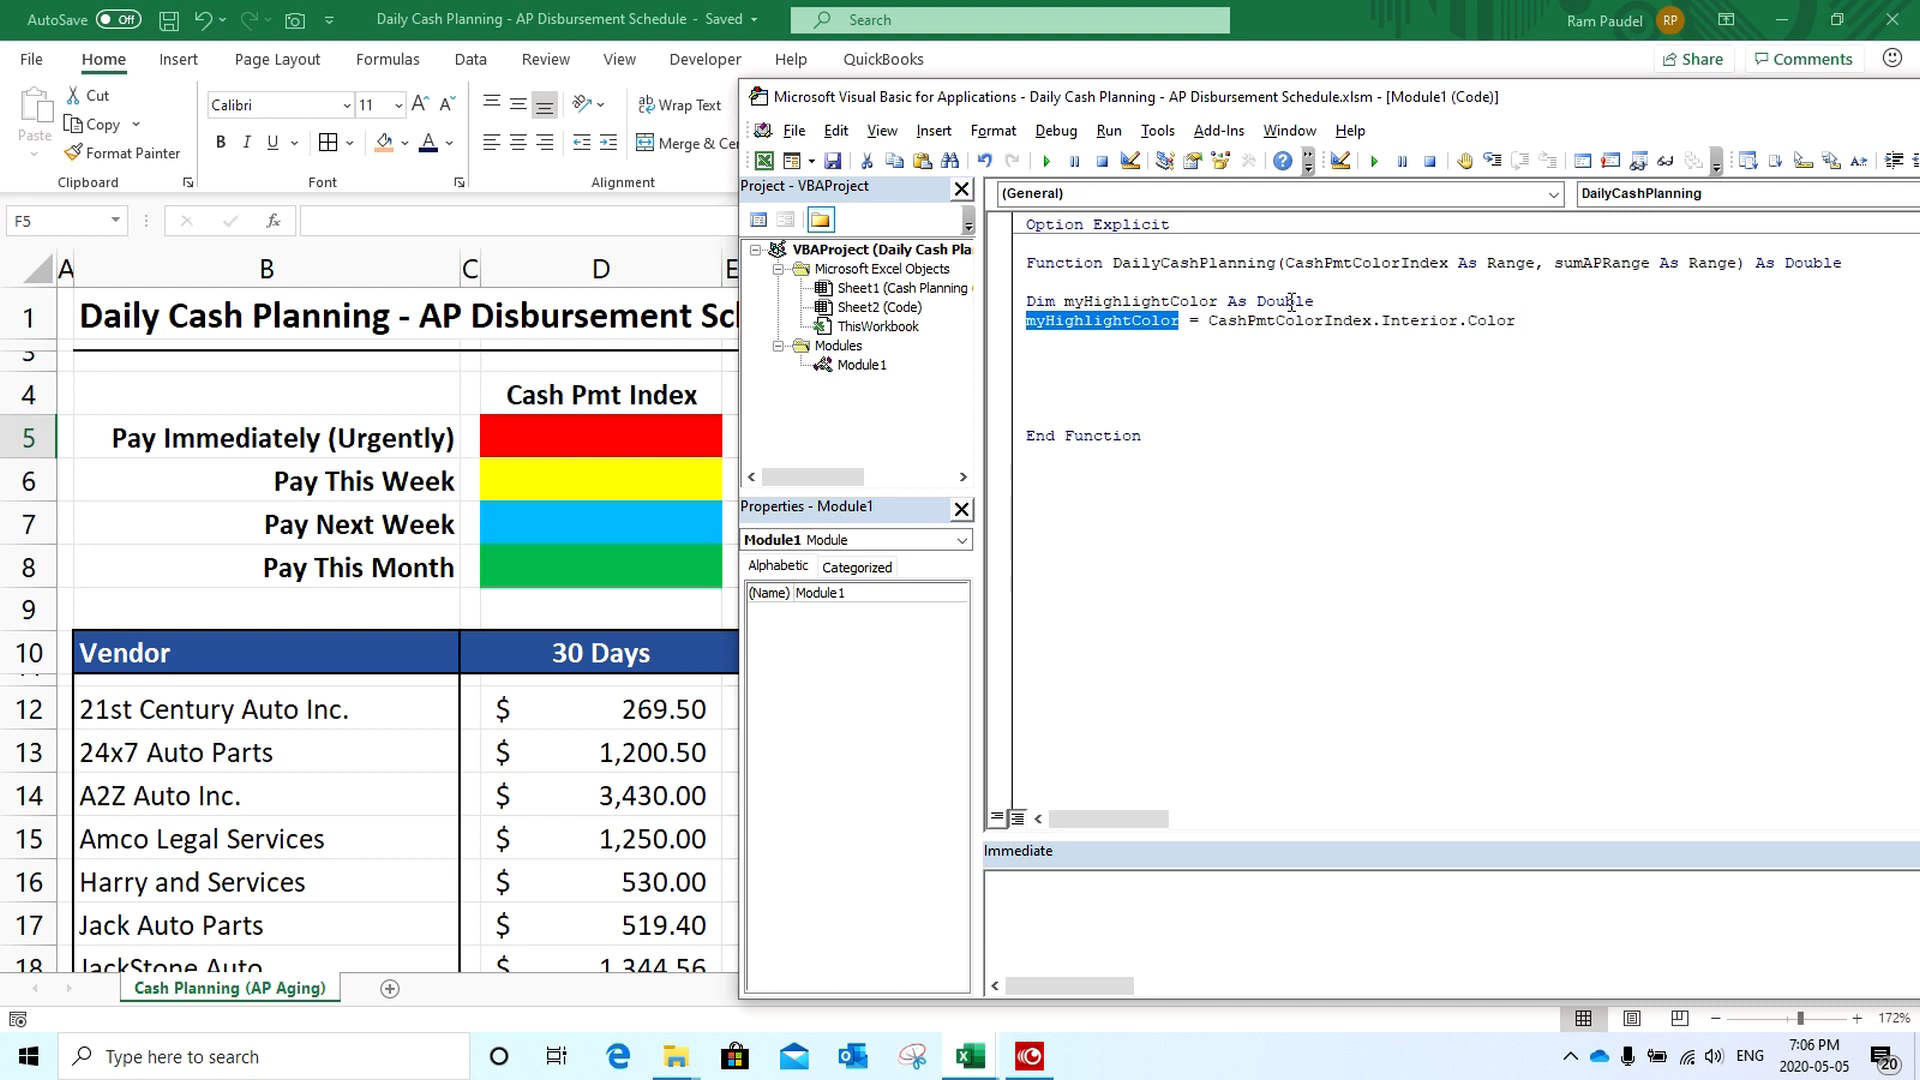 AutoSave Off Daily Cash Planning - AP Disbursement Schedule - Saved Search Ram Paudel RP
File Home Insert Page Layout Formulas Data Review View Developer Help QuickBooks Share Comments
Paste Cut Copy Format Painter Clipboard
Calibri 11 B I U A Font
Wrap Text Merge & Ce Alignment
F5 fx
A B C D E
1 Daily Cash Planning - AP Disbursement Sc
3
4 Cash Pmt Index
5 Pay Immediately (Urgently)
6 Pay This Week
7 Pay Next Week
8 Pay This Month
9
10 Vendor 30 Days
12 21st Century Auto Inc. $ 269.50
13 24x7 Auto Parts $ 1,200.50
14 A2Z Auto Inc. $ 3,430.00
15 Amco Legal Services $ 1,250.00
16 Harry and Services $ 530.00
17 Jack Auto Parts $ 519.40
18 JackStone Auto $ 1,344.56
Cash Planning (AP Aging)
Microsoft Visual Basic for Applications - Daily Cash Planning - AP Disbursement Schedule.xlsm - [Module1 (Code)]
File Edit View Insert Format Debug Run Tools Add-Ins Window Help
Project - VBAProject
VBAProject (Daily Cash Pla
Microsoft Excel Objects
Sheet1 (Cash Planning
Sheet2 (Code)
ThisWorkbook
Modules
Module1
Properties - Module1
Module1 Module
Alphabetic Categorized
(Name) Module1
(General) DailyCashPlanning
Option Explicit
Function DailyCashPlanning(CashPmtColorIndex As Range, sumAPRange As Range) As Double
Dim myHighlightColor As Double
myHighlightColor = CashPmtColorIndex.Interior.Color
End Function
Immediate
172%
Type here to search
ENG 7:06 PM
2020-05-05
20